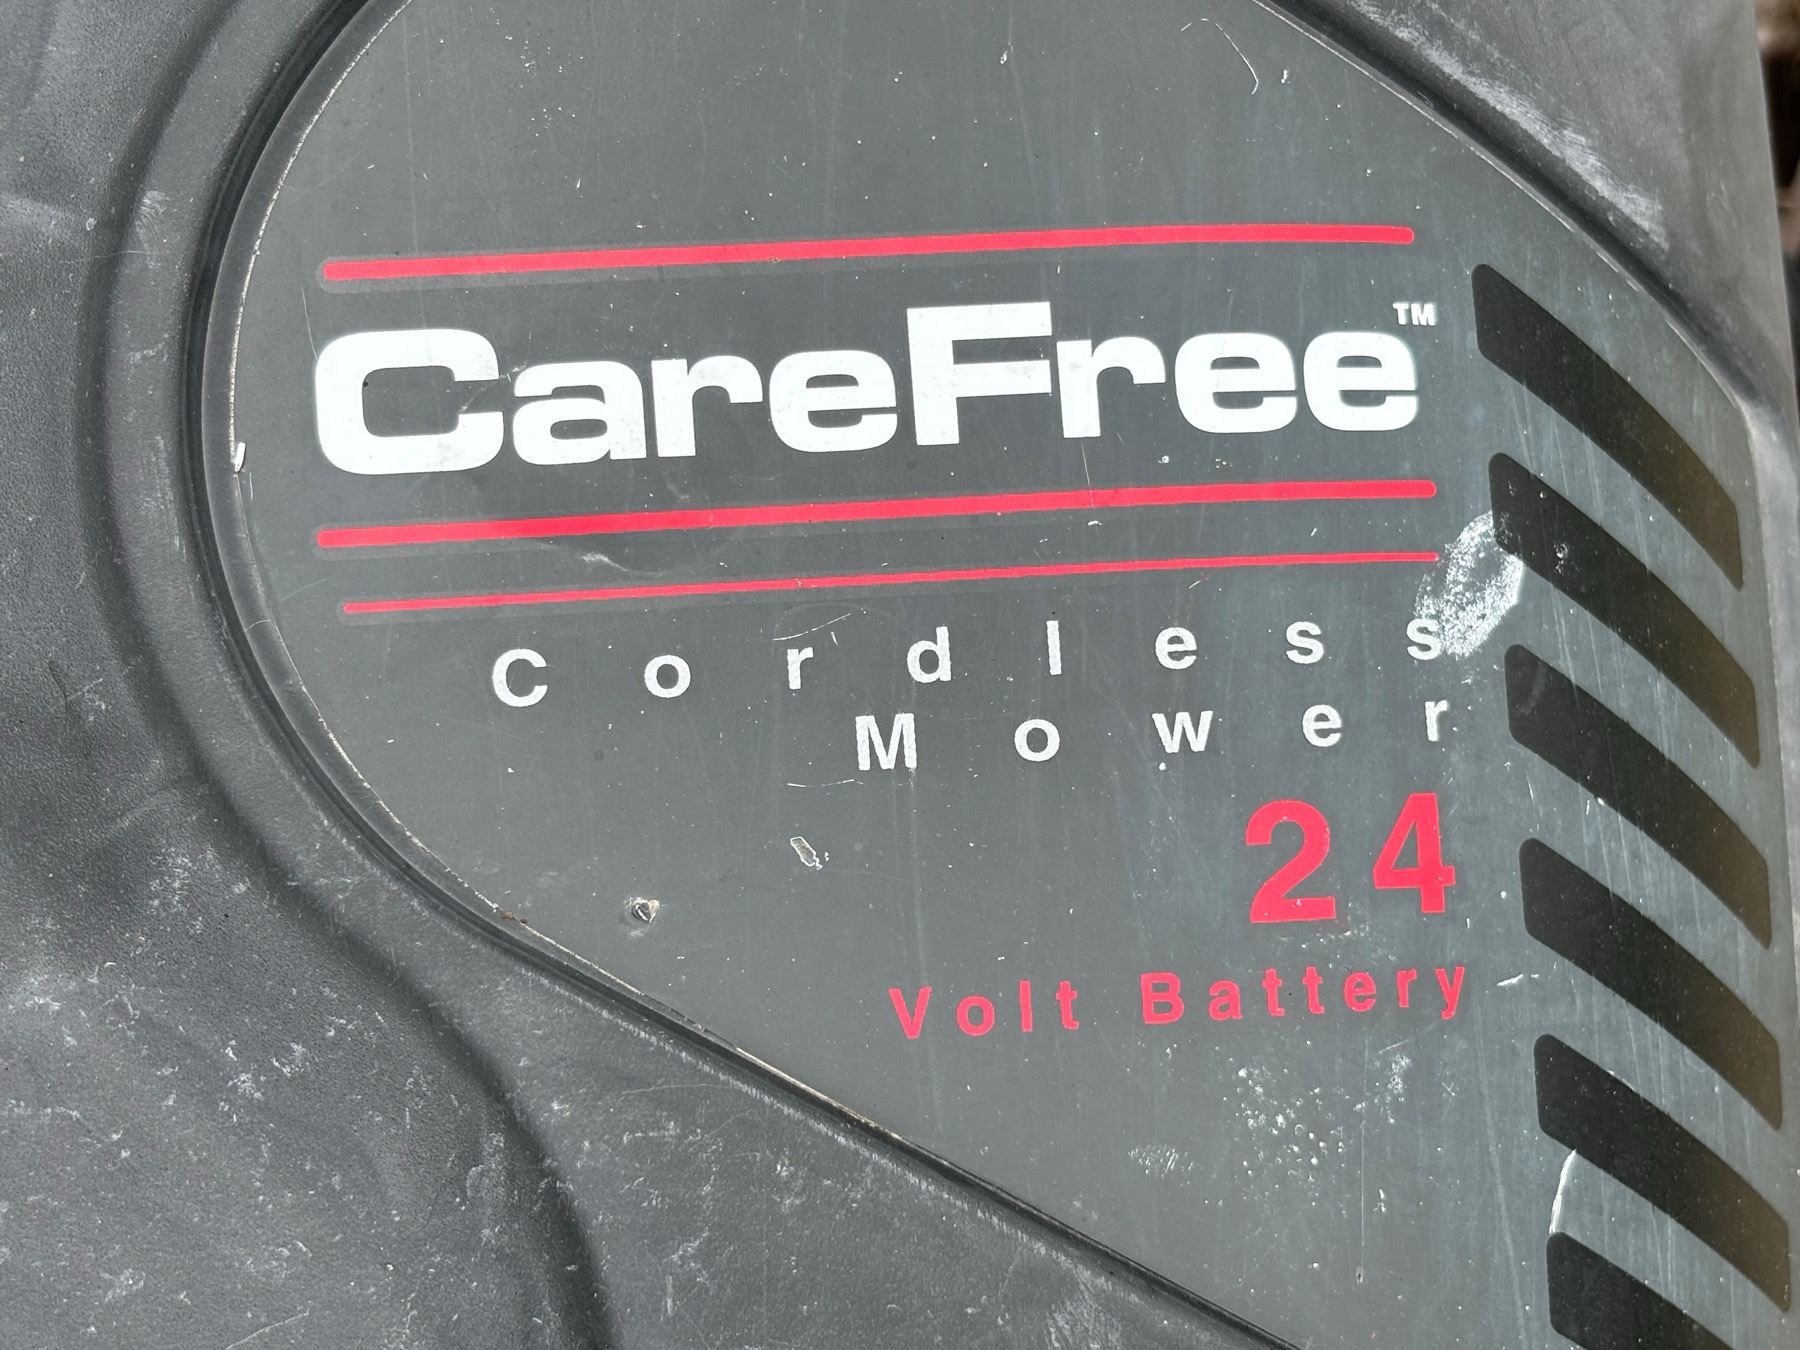 CareFree™
Cordless
Mower
24
Volt Battery